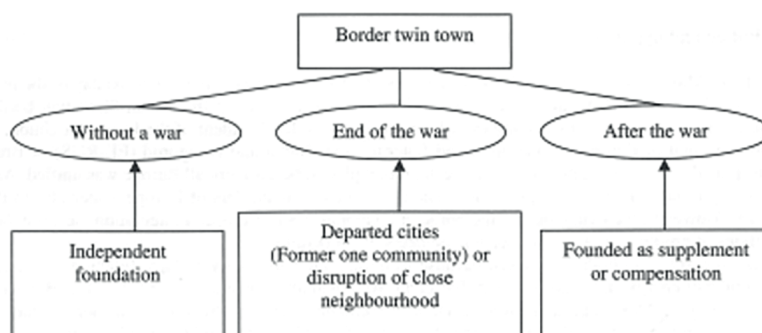 Border twin town
Without a war
End of the war
After the war
Independent
foundation
Departed cities
(Former one community) or
disruption of close
neighbourhood
Founded as supplement
or compensation